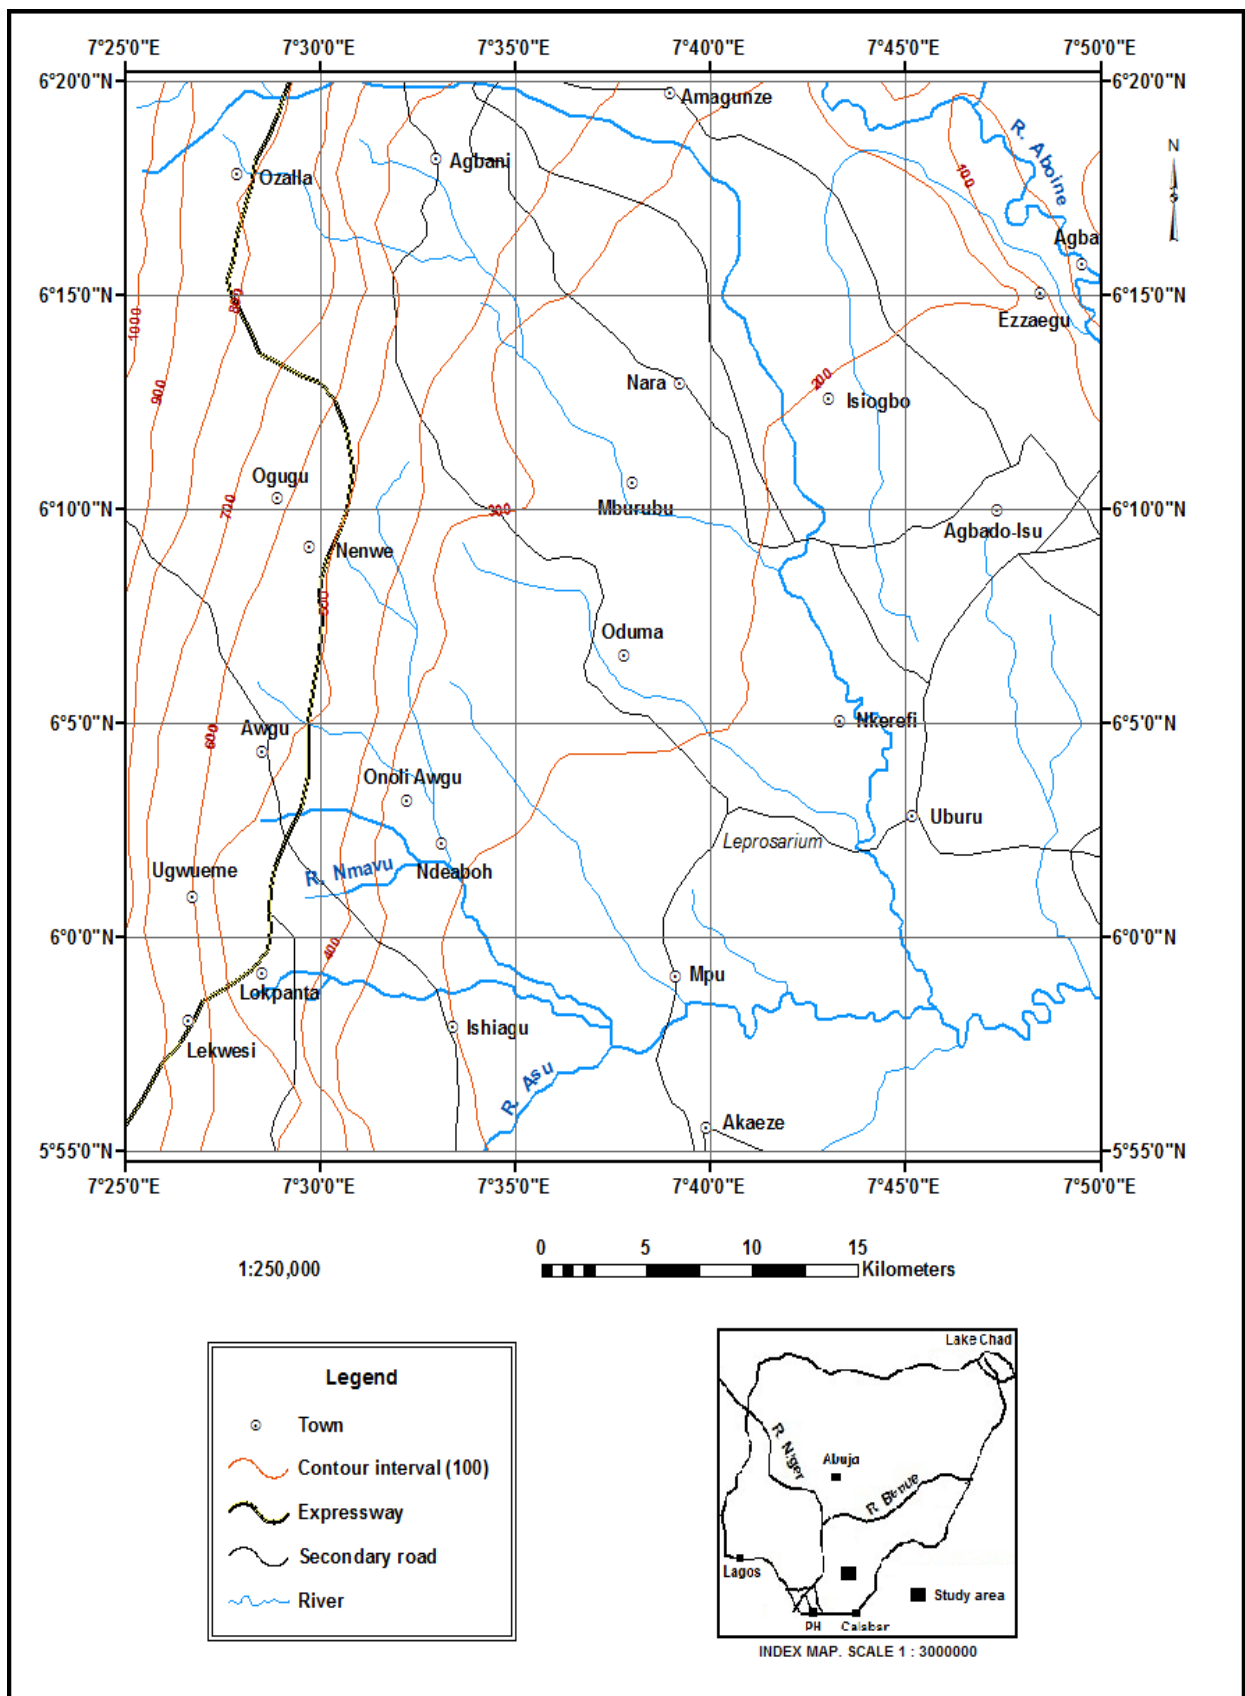 7°25'0"E 7°30'0"E 7°35'0"E 7°40'0"E 7°45'0"E 7°50'0"E
6°20'0"N 6°20'0"N
Amagunze
R. Aboine
N
Agbani
100
Ozalla
Agba
6°15'0"N 6°15'0"N
800
1000
Ezzaegu
900
Nara
200
Isiogbo
Ogugu
700
Mburubu
6°10'0"N 300 6°10'0"N
Agbado-Isu
Nenwe
500
Oduma
6°5'0"N Nkerefi 6°5'0"N
Awgu
600
Onoli Awgu
Uburu
Leprosarium
Ugwueme
R. Nmavu
Ndeaboh
6°0'0"N 6°0'0"N
400
Mpu
Lokpanta
Ishiagu
Lekwesi
R. Asu
Akaeze
5°55'0"N 5°55'0"N
7°25'0"E 7°30'0"E 7°35'0"E 7°40'0"E 7°45'0"E 7°50'0"E
0 5 10 15
1:250,000 Kilometers
Legend
Town
Contour interval (100)
Expressway
Secondary road
River
Lake Chad
R. Niger
Abuja
R Benue
Lagos
Study area
PH Calabar
INDEX MAP. SCALE 1 : 3000000